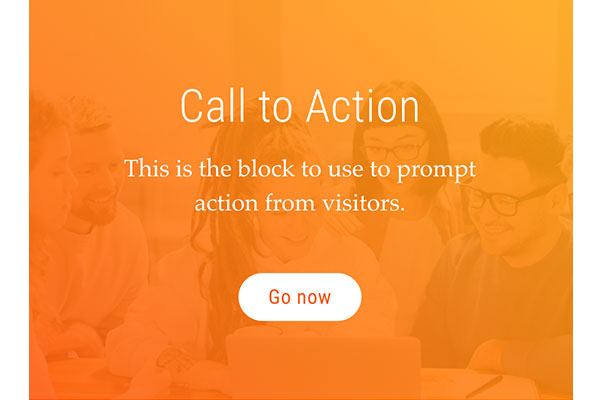 Call to Action
This is the block to use to prompt
action from visitors.
Go now